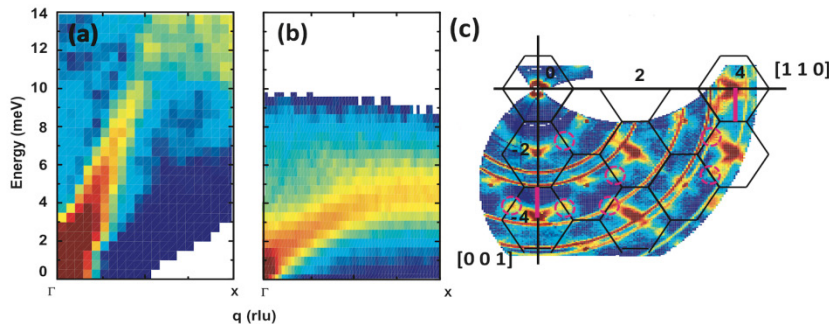 (a)
(b)
(c)
14
12
10
8
6
4
2
0
Energy (meV)
Γ
x
Γ
x
q (rlu)
0
2
4
[1 1 0]
-2
-4
[0 0 1]